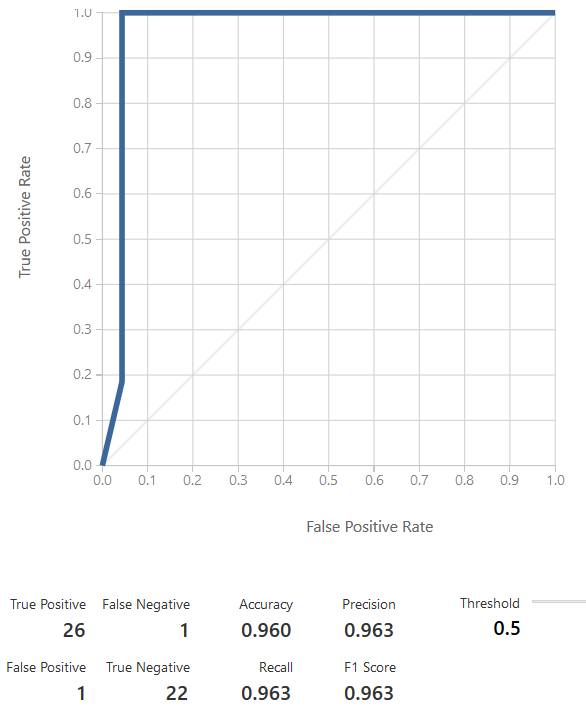 1.0
0.9
0.8
0.7
0.6
0.5
0.4
0.3
0.2
0.1
0.0
True Positive Rate
0.0 0.1 0.2 0.3 0.4 0.5 0.6 0.7 0.8 0.9 1.0
False Positive Rate
True Positive False Negative Accuracy Precision Threshold
26 1 0.960 0.963 0.5
False Positive True Negative Recall F1 Score
1 22 0.963 0.963